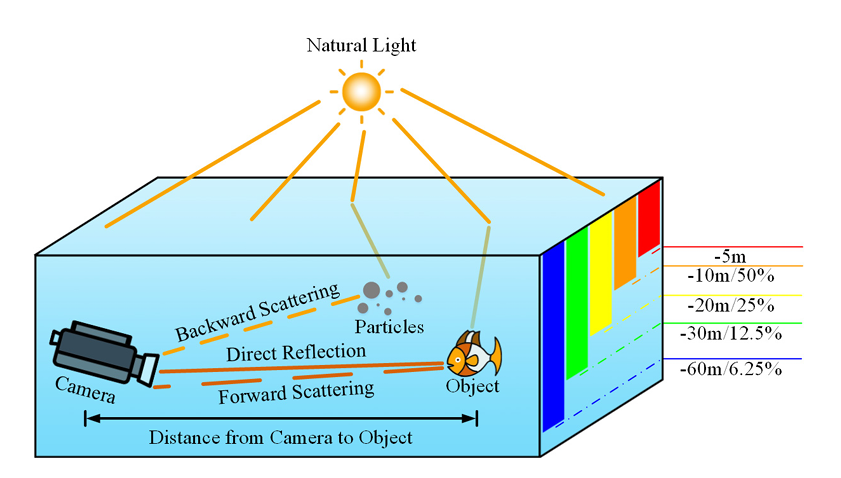 Natural Light
Backward Scattering
Particles
Direct Reflection
Forward Scattering
Camera
Object
Distance from Camera to Object
-5m
-10m/50%
-20m/25%
-30m/12.5%
-60m/6.25%